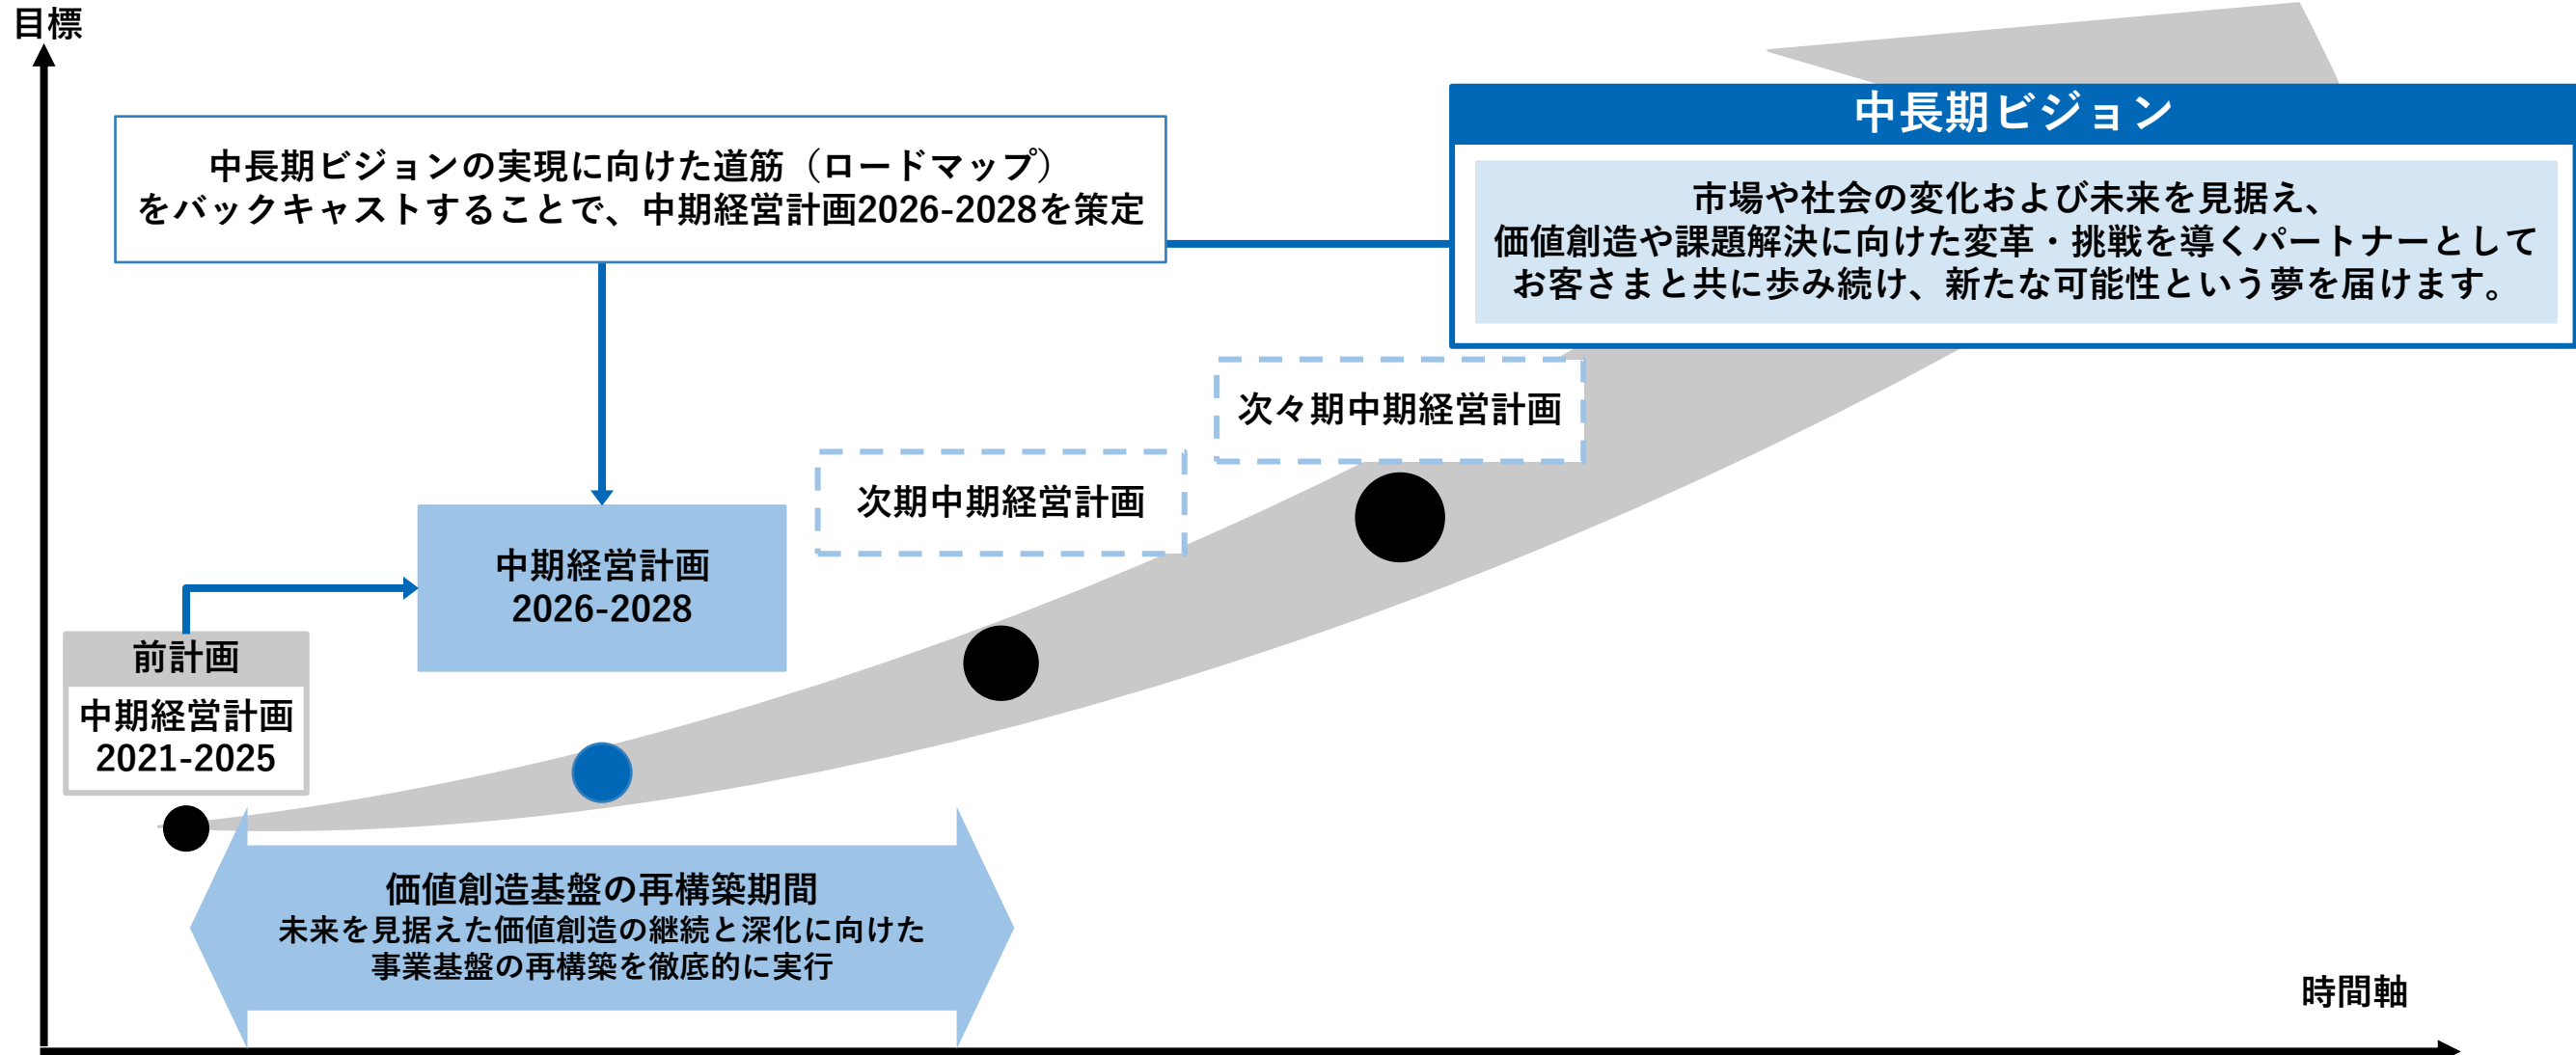 目標
中長期ビジョンの実現に向けた道筋（ロードマップ）
をバックキャストすることで、中期経営計画2026-2028を策定
中長期ビジョン
市場や社会の変化および未来を見据え、
価値創造や課題解決に向けた変革・挑戦を導くパートナーとして
お客さまと共に歩み続け、新たな可能性という夢を届けます。
次々期中期経営計画
次期中期経営計画
中期経営計画
2026-2028
前計画
中期経営計画
2021-2025
価値創造基盤の再構築期間
未来を見据えた価値創造の継続と深化に向けた
事業基盤の再構築を徹底的に実行
時間軸